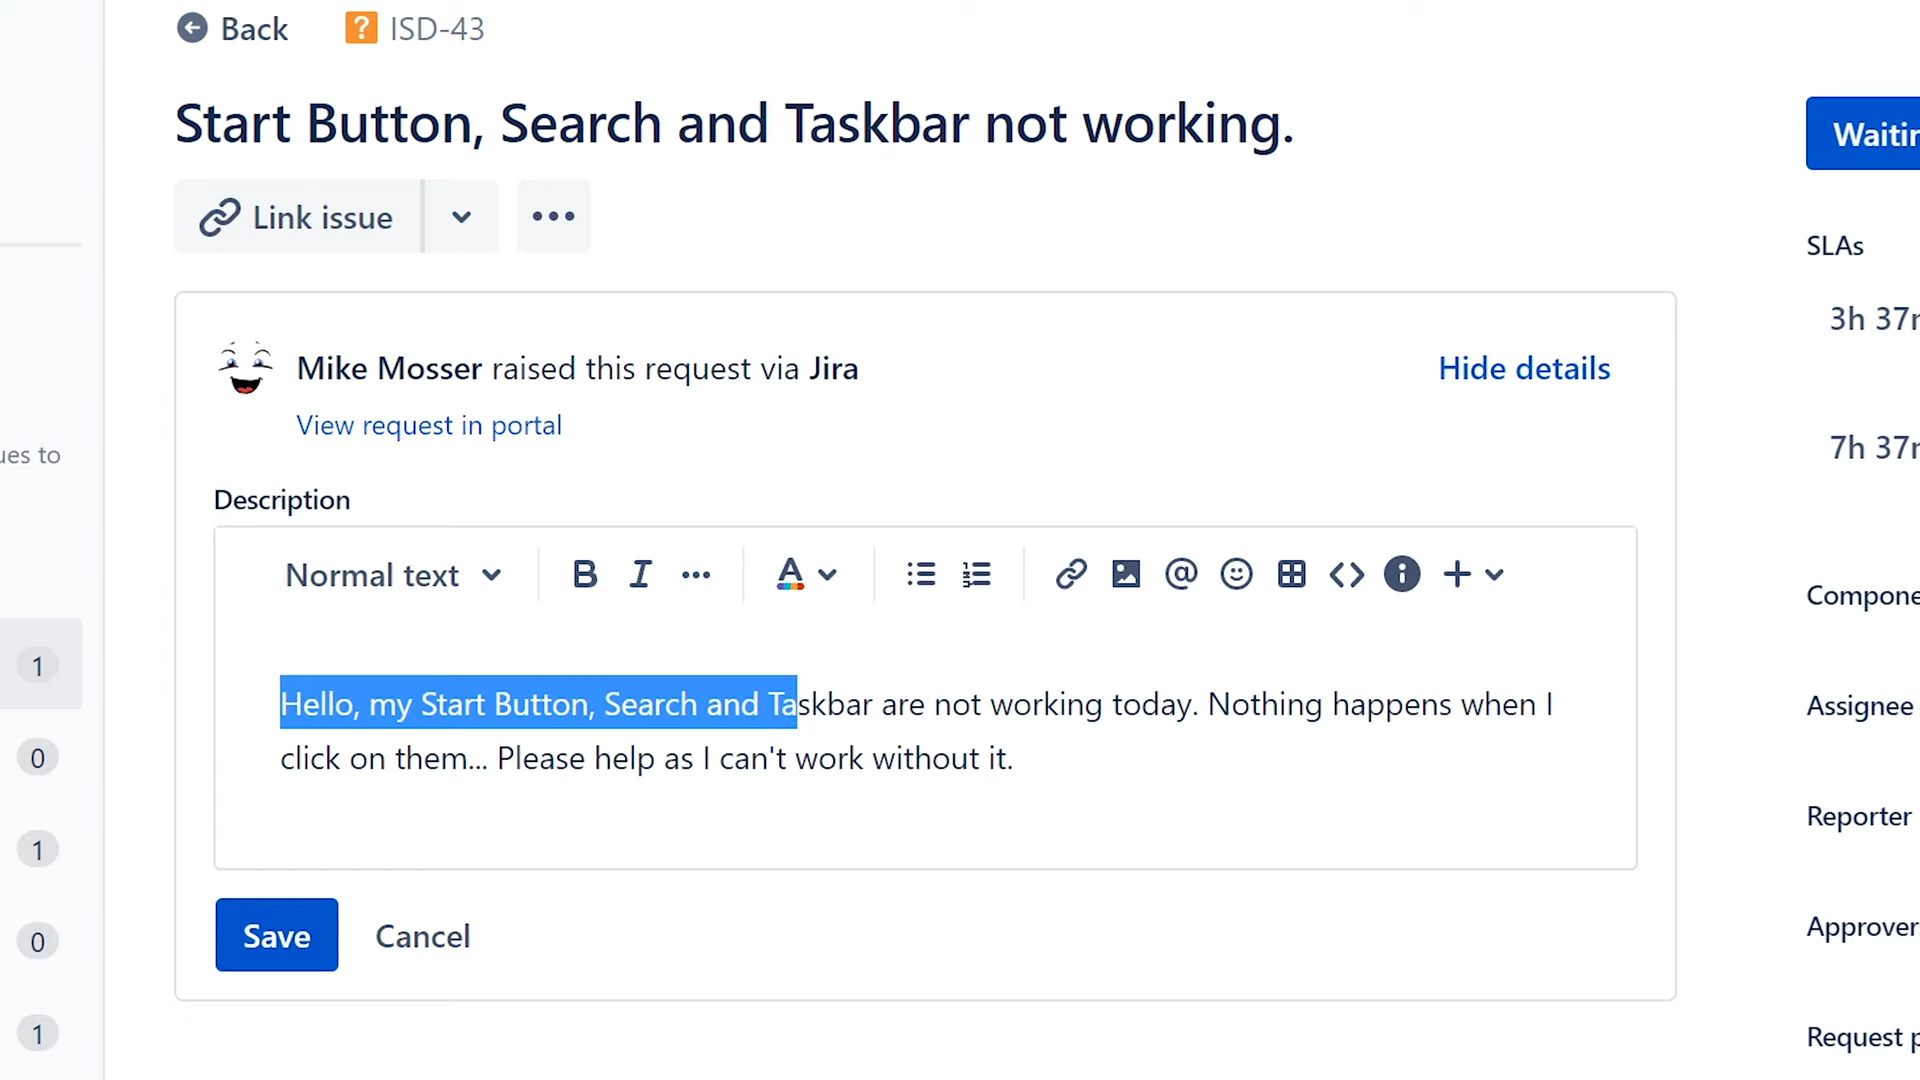 Back ISD-43
Start Button, Search and Taskbar not working.
Waitin
Link issue
SLAs
3h 37m
Mike Mosser raised this request via Jira
Hide details
View request in portal
7h 37m
ues to
Description
Normal text B I A @ +
Compone
1
Hello, my Start Button, Search and Taskbar are not working today. Nothing happens when I
click on them... Please help as I can't work without it.
Assignee
0
Reporter
1
Save Cancel
Approver
0
1
Request p